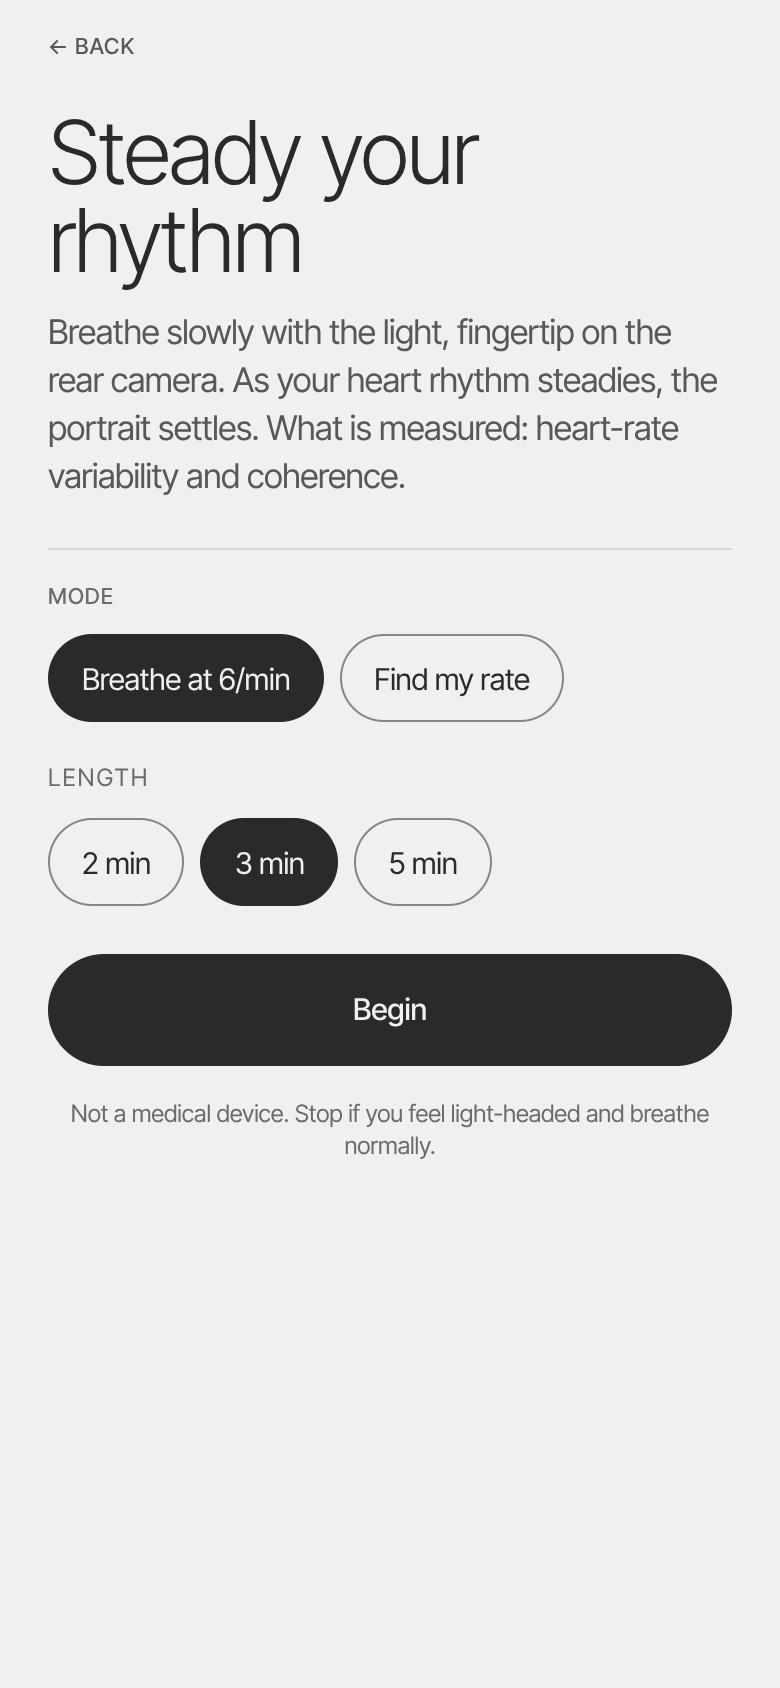 ← BACK
Steady your
rhythm
Breathe slowly with the light, fingertip on the
rear camera. As your heart rhythm steadies, the
portrait settles. What is measured: heart-rate
variability and coherence.
MODE
Breathe at 6/min
Find my rate
LENGTH
2 min
3 min
5 min
Begin
Not a medical device. Stop if you feel light-headed and breathe
normally.